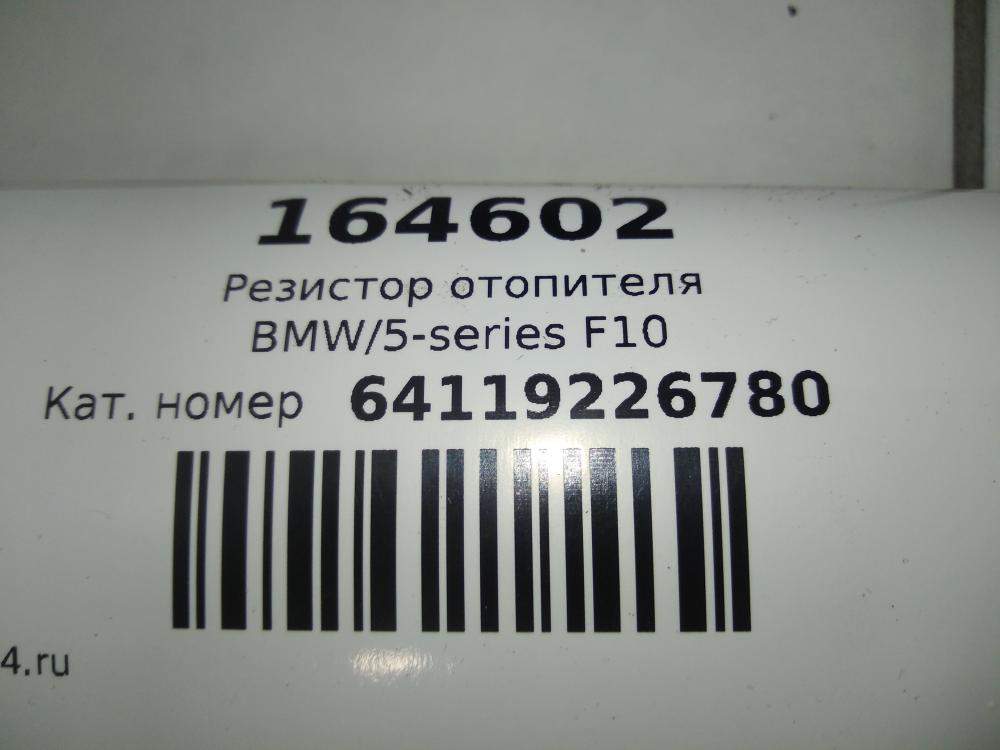 164602
Резистор отопителя
BMW/5-series F10
Кат. номер 64119226780
4.ru